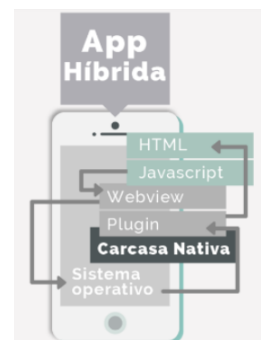 App
Híbrida
HTML
Javascript
Webview
Plugin
Carcasa Nativa
Sistema
operativo